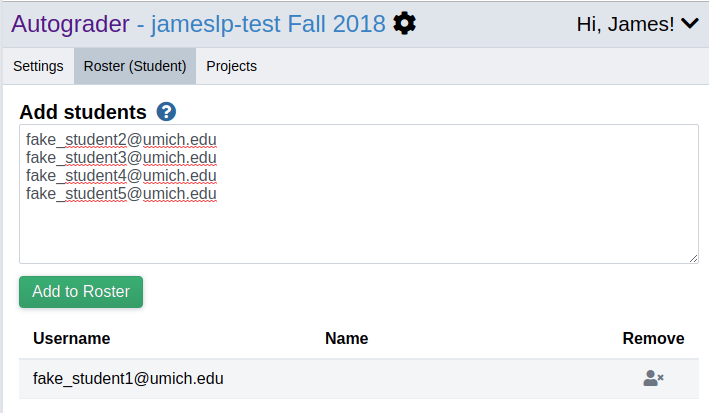 Autograder - jameslp-test Fall 2018 Hi, James!
Settings Roster (Student) Projects
Add students ?
fake_student2@umich.edu
fake_student3@umich.edu
fake_student4@umich.edu
fake_student5@umich.edu
Add to Roster
Username Name Remove
fake_student1@umich.edu